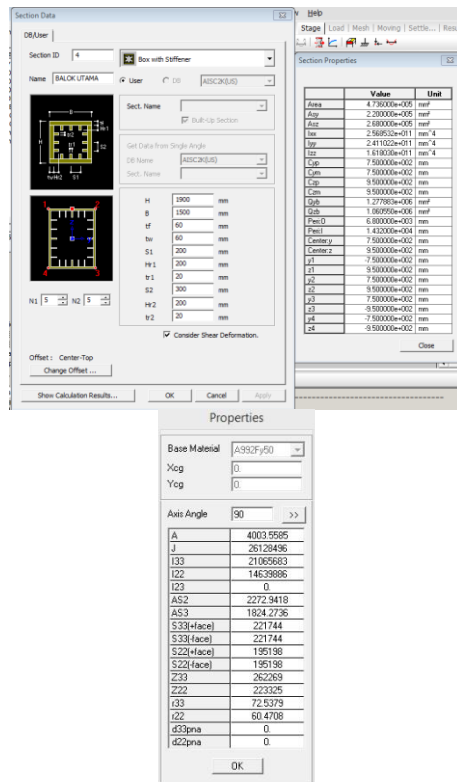 Section Data
DB/User
Section ID 4
Box with Stiffener
Name BALOK UTAMA
User DB AISC2K(US)
Sect. Name
Built-Up Section
Get Data from Single Angle
DB Name AISC2K(US)
Sect. Name
H 1900 mm
B 1500 mm
tf 60 mm
tw 60 mm
S1 200 mm
Hr1 200 mm
tr1 20 mm
S2 300 mm
Hr2 200 mm
tr2 20 mm
N1 5 N2 5
Consider Shear Deformation.
Offset : Center-Top
Change Offset ...
Show Calculation Results...
OK
Cancel
Apply
Help
Stage Load Mesh Moving Settle... Resu
Section Properties
Value Unit
Area 4.736000e+005 mm²
Asy 2.200000e+005 mm²
Asz 2.680000e+005 mm²
Ixx 2.568532e+011 mm^4
Iyy 2.411022e+011 mm^4
Izz 1.618030e+011 mm^4
Cyp 7.500000e+002 mm
Cym 7.500000e+002 mm
Czp 9.500000e+002 mm
Czm 9.500000e+002 mm
Qyb 1.277883e+006 mm²
Qzb 1.060550e+006 mm²
Peri:O 6.800000e+003 mm
Peri:I 1.432000e+004 mm
Center:y 7.500000e+002 mm
Center:z 9.500000e+002 mm
y1 -7.500000e+002 mm
z1 9.500000e+002 mm
y2 7.500000e+002 mm
z2 9.500000e+002 mm
y3 7.500000e+002 mm
z3 -9.500000e+002 mm
y4 -7.500000e+002 mm
z4 -9.500000e+002 mm
Close
Properties
Base Material A992Fy50
Xcg 0.
Ycg 0.
Axis Angle 90 >>
A 4003.5585
J 26128496
I33 21065683
I22 14639886
I23 0.
AS2 2272.9418
AS3 1824.2736
S33(+face) 221744
S33(-face) 221744
S22(+face) 195198
S22(-face) 195198
Z33 262269
Z22 223325
r33 72.5379
r22 60.4708
d33pna 0.
d22pna 0.
OK